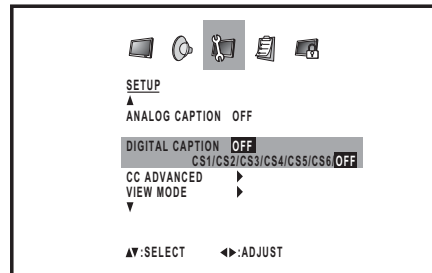 SETUP
▲
ANALOG CAPTION OFF
DIGITAL CAPTION OFF
CS1/CS2/CS3/CS4/CS5/CS6/OFF
CC ADVANCED ▶
VIEW MODE ▶
▼
▲▼:SELECT ◀▶:ADJUST